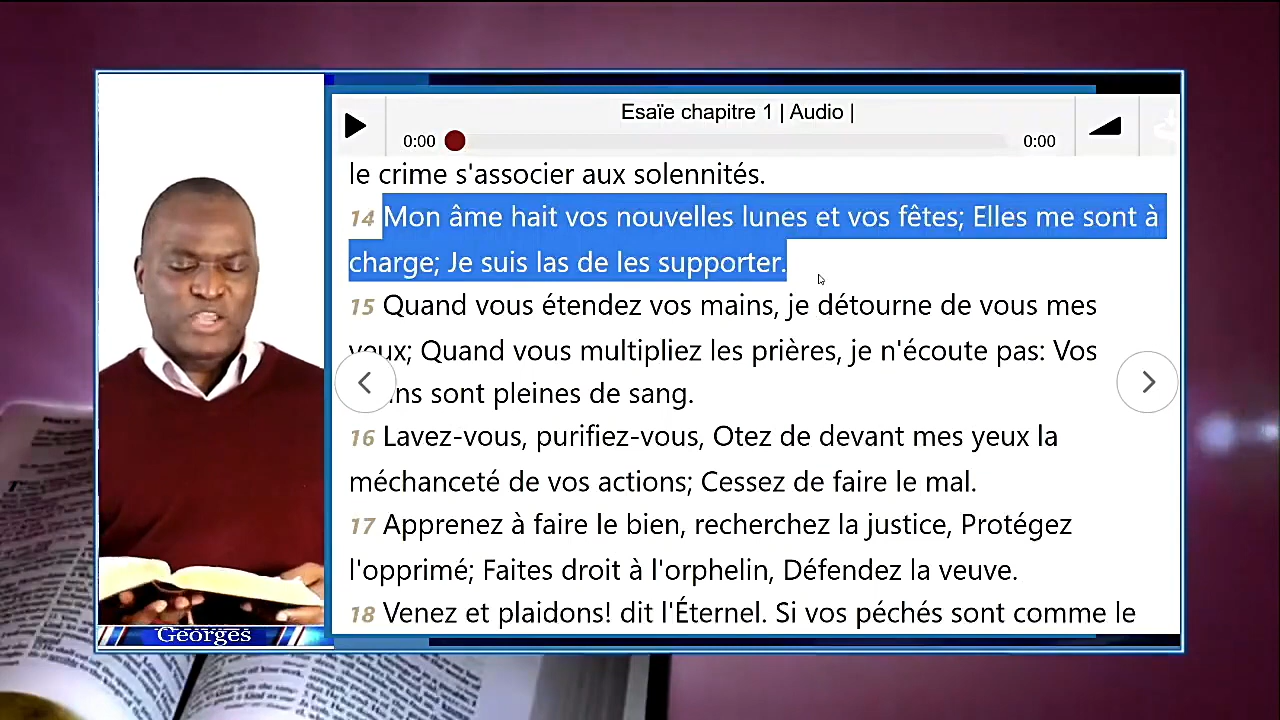 Esaïe chapitre 1 | Audio |
0:00
0:00
le crime s'associer aux solennités.
14 Mon âme hait vos nouvelles lunes et vos fêtes; Elles me sont à
charge; Je suis las de les supporter.
15 Quand vous étendez vos mains, je détourne de vous mes
yeux; Quand vous multipliez les prières, je n'écoute pas: Vos
sont pleines de sang.
16 Lavez-vous, purifiez-vous, Otez de devant mes yeux la
méchanceté de vos actions; Cessez de faire le mal.
17 Apprenez à faire le bien, recherchez la justice, Protégez
l'opprimé; Faites droit à l'orphelin, Défendez la veuve.
18 Venez et plaidons! dit l'Éternel. Si vos péchés sont comme le
Georges